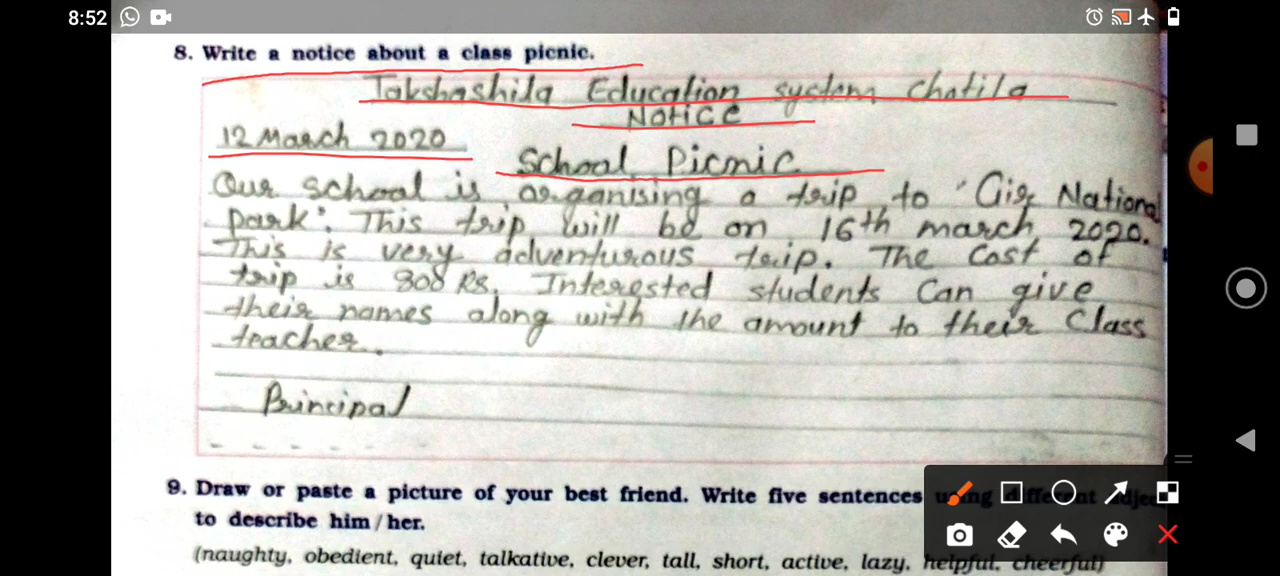 8:52
8. Write a notice about a class picnic.
Takshashila Education system Chotila
Notice
12 March 2020
School Picnic
Our school is organising a trip to 'Gir National
park'. This trip will be on 16th march 2020.
This is very adventurous trip. The Cost of
trip is 800 Rs. Interested students Can give
their names along with the amount to their Class
teacher.
Principal
9. Draw or paste a picture of your best friend. Write five sentences using different
to describe him/her.
(naughty, obedient, quiet, talkative, clever, tall, short, active, lazy, helpful, cheerful)